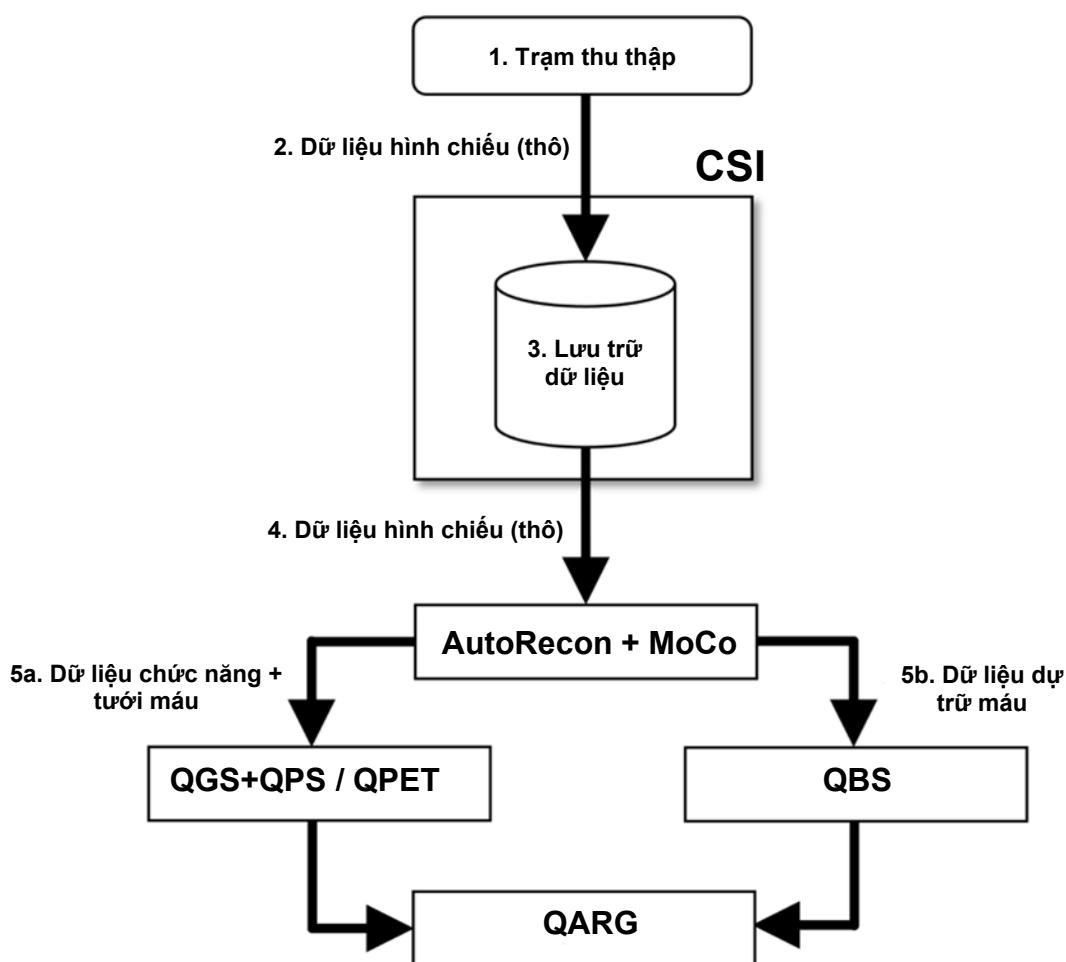 1. Trạm thu thập
2. Dữ liệu hình chiếu (thô)
CSI
3. Lưu trữ
dữ liệu
4. Dữ liệu hình chiếu (thô)
AutoRecon + MoCo
5a. Dữ liệu chức năng +
tưới máu
5b. Dữ liệu dự
trữ máu
QGS+QPS / QPET
QBS
QARG